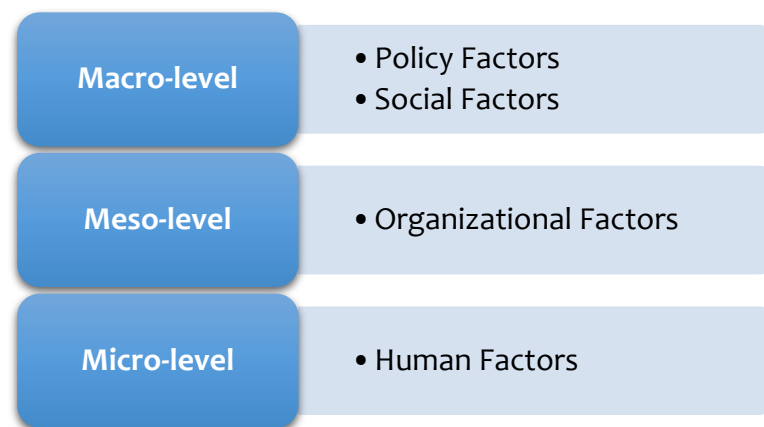 Macro-level
• Policy Factors
• Social Factors
Meso-level
• Organizational Factors
Micro-level
• Human Factors